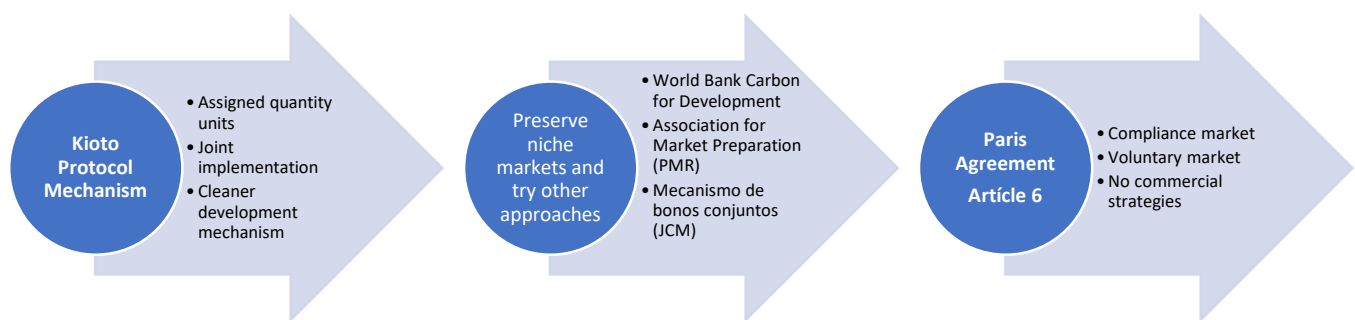 Kioto
Protocol
Mechanism
• Assigned quantity
units
• Joint
implementation
• Cleaner
development
mechanism
Preserve
niche
markets and
try other
approaches
• World Bank Carbon
for Development
• Association for
Market Preparation
(PMR)
• Mecanismo de
bonos conjuntos
(JCM)
Paris
Agreement
Artícle 6
• Compliance market
• Voluntary market
• No commercial
strategies